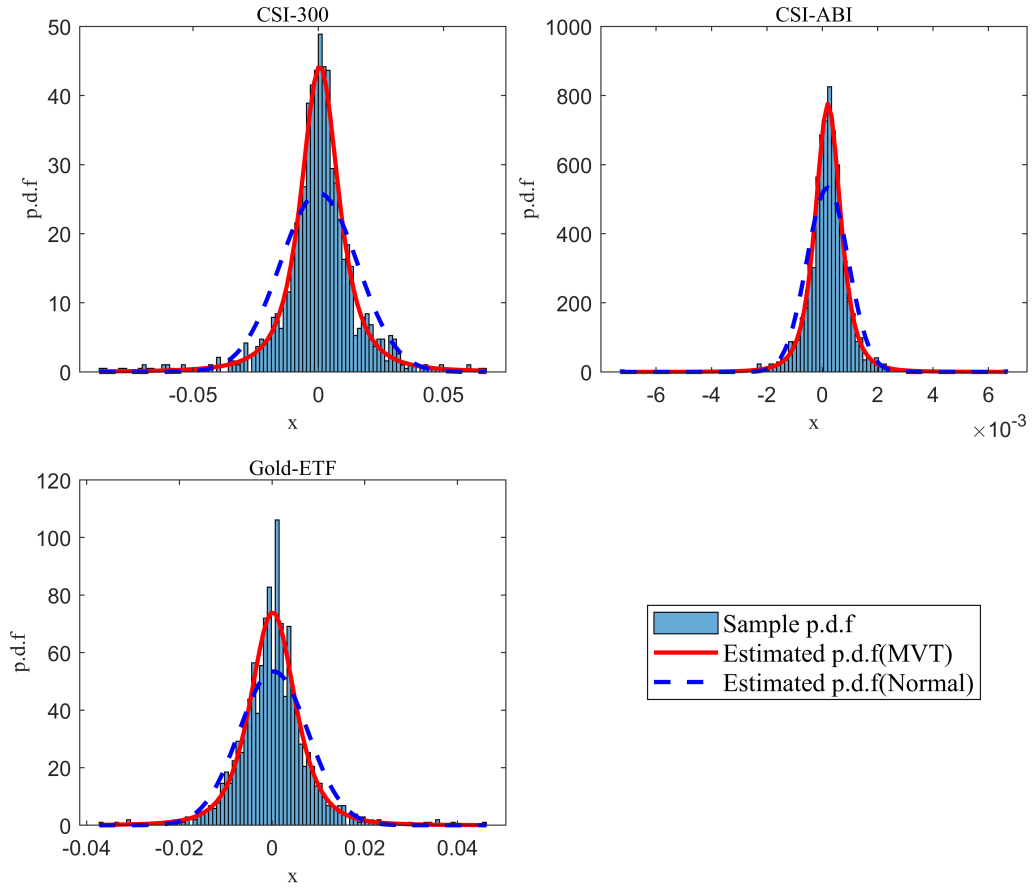 CSI-300
50
40
30
20
10
0
p.d.f
-0.05 0 0.05
x
CSI-ABI
1000
800
600
400
200
0
p.d.f
-6 -4 -2 0 2 4 6
x
×10-3
Gold-ETF
120
100
80
60
40
20
0
p.d.f
-0.04 -0.02 0 0.02 0.04
x
Sample p.d.f
Estimated p.d.f(MVT)
Estimated p.d.f(Normal)